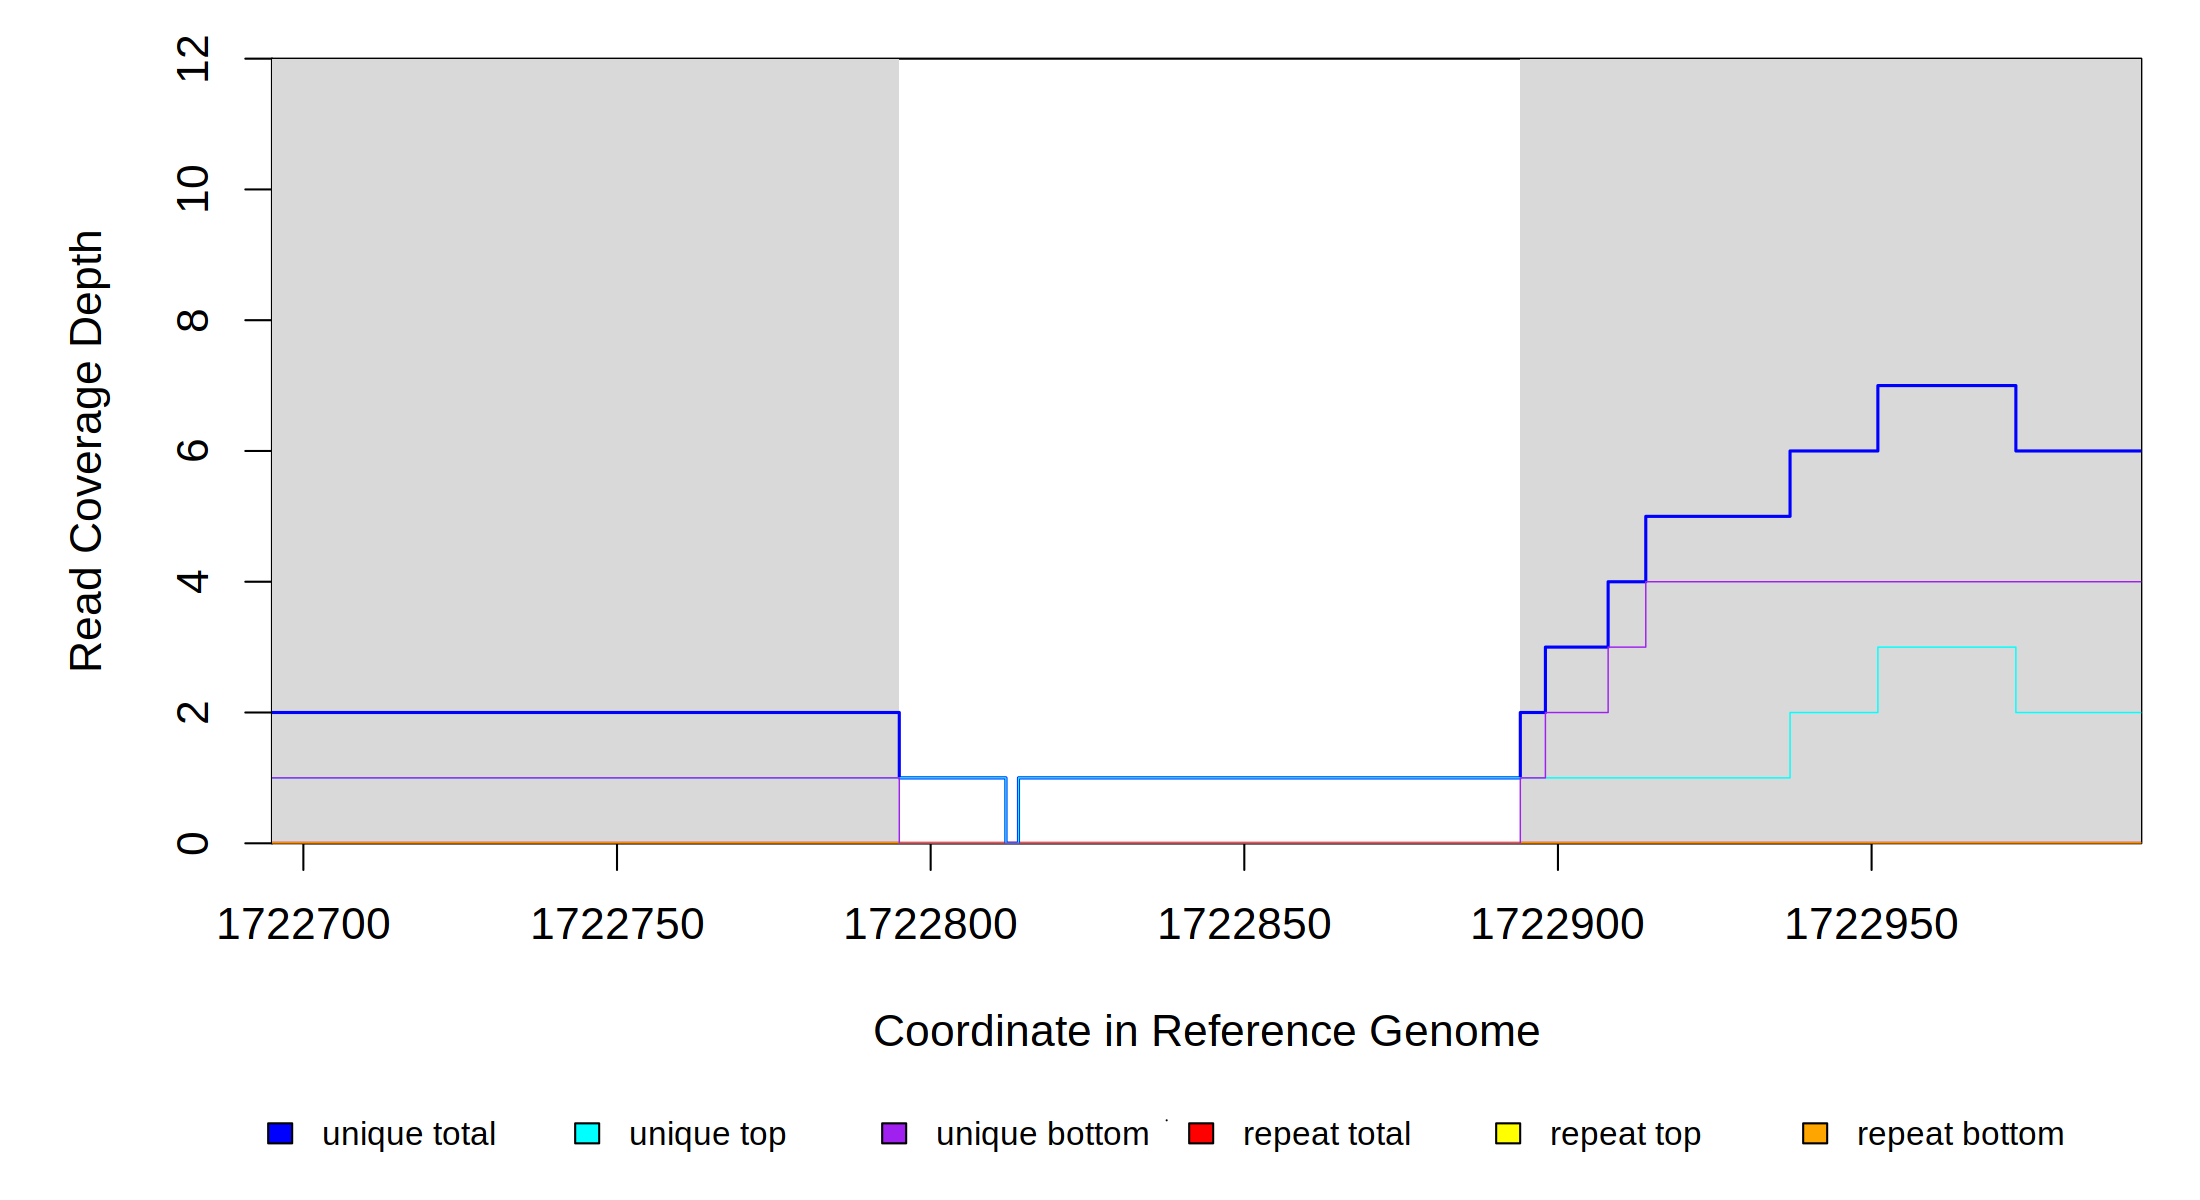 12
10
8
6
4
2
0
Read Coverage Depth
1722700 1722750 1722800 1722850 1722900 1722950
Coordinate in Reference Genome
unique total unique top unique bottom repeat total repeat top repeat bottom